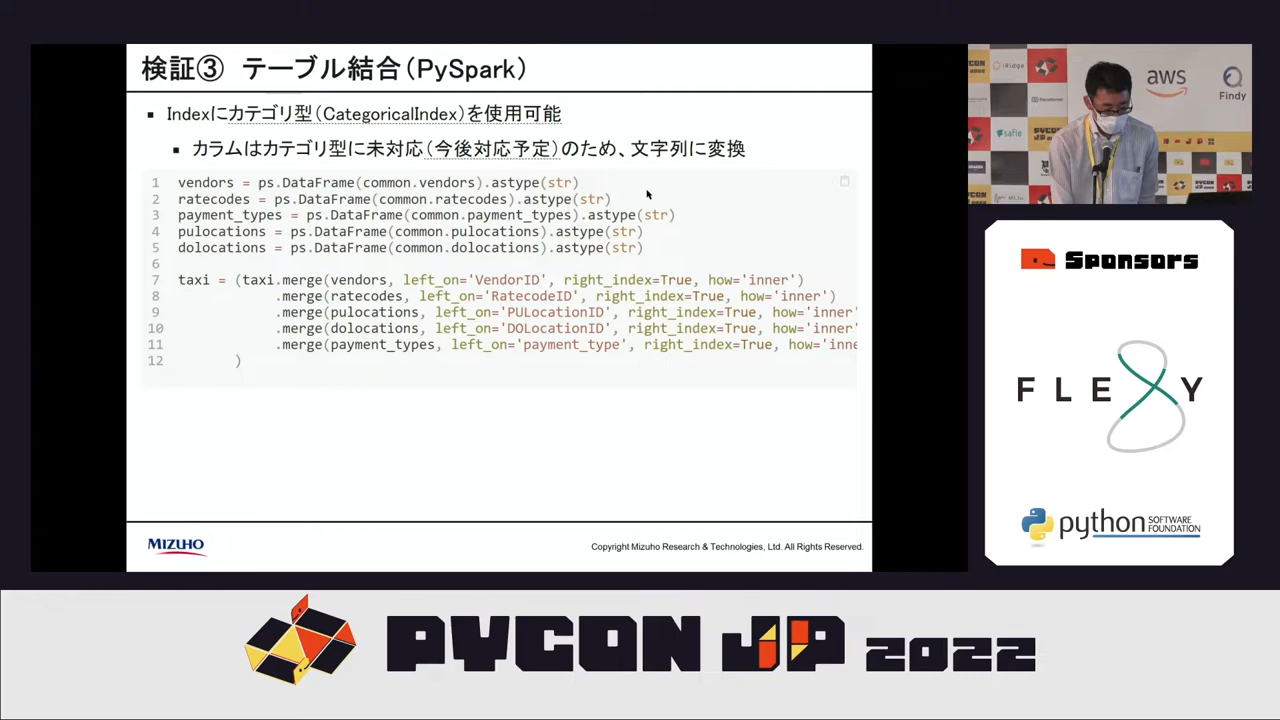 検証③ テーブル結合（PySpark）
▪ Indexにカテゴリ型（CategoricalIndex）を使用可能
▪ カラムはカテゴリ型に未対応（今後対応予定）のため、文字列に変換
1 vendors = ps.DataFrame(common.vendors).astype(str)
2 ratecodes = ps.DataFrame(common.ratecodes).astype(str)
3 payment_types = ps.DataFrame(common.payment_types).astype(str)
4 pulocations = ps.DataFrame(common.pulocations).astype(str)
5 dolocations = ps.DataFrame(common.dolocations).astype(str)
6
7 taxi = (taxi.merge(vendors, left_on='VendorID', right_index=True, how='inner')
8 .merge(ratecodes, left_on='RatecodeID', right_index=True, how='inner')
9 .merge(pulocations, left_on='PULocationID', right_index=True, how='inner'
10 .merge(dolocations, left_on='DOLocationID', right_index=True, how='inner'
11 .merge(payment_types, left_on='payment_type', right_index=True, how='inne
12 )
MIZUHO
Copyright Mizuho Research & Technologies, Ltd. All Rights Reserved.
iRidge
aws
Findy
safie
Sponsors
FLEXY
python SOFTWARE FOUNDATION
PYCON JP 2022